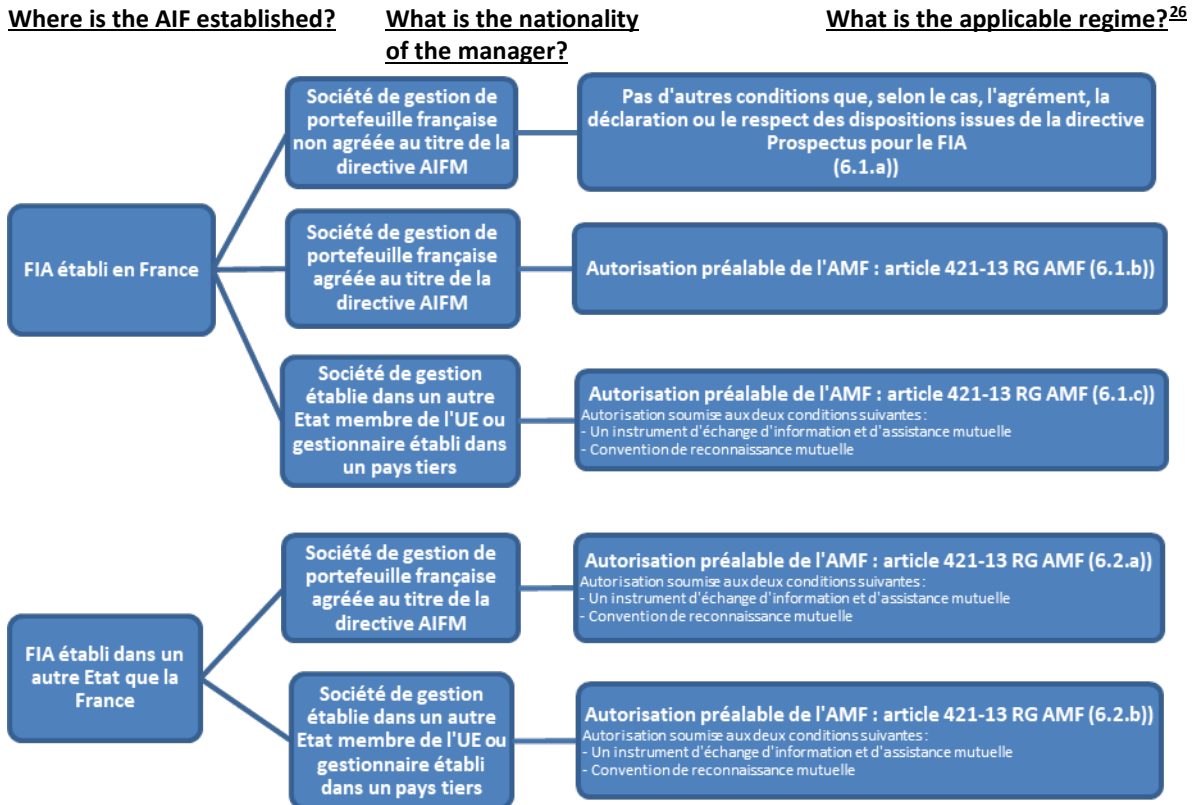 Where is the AIF established?
What is the nationality
of the manager?
What is the applicable regime?26
Société de gestion de
portefeuille française
non agréée au titre de la
directive AIFM
Pas d'autres conditions que, selon le cas, l'agrément, la
déclaration ou le respect des dispositions issues de la directive
Prospectus pour le FIA
(6.1.a))
FIA établi en France
Société de gestion de
portefeuille française
agréée au titre de la
directive AIFM
Autorisation préalable de l'AMF : article 421-13 RG AMF (6.1.b))
Société de gestion
établie dans un autre
Etat membre de l'UE ou
gestionnaire établi dans
un pays tiers
Autorisation préalable de l'AMF : article 421-13 RG AMF (6.1.c))
Autorisation soumise aux deux conditions suivantes :
- Un instrument d'échange d'information et d'assistance mutuelle
- Convention de reconnaissance mutuelle
FIA établi dans un
autre Etat que la
France
Société de gestion de
portefeuille française
agréée au titre de la
directive AIFM
Autorisation préalable de l'AMF : article 421-13 RG AMF (6.2.a))
Autorisation soumise aux deux conditions suivantes :
- Un instrument d'échange d'information et d'assistance mutuelle
- Convention de reconnaissance mutuelle
Société de gestion
établie dans un autre
Etat membre de l'UE ou
gestionnaire établi
dans un pays tiers
Autorisation préalable de l'AMF : article 421-13 RG AMF (6.2.b))
Autorisation soumise aux deux conditions suivantes :
- Un instrument d'échange d'information et d'assistance mutuelle
- Convention de reconnaissance mutuelle